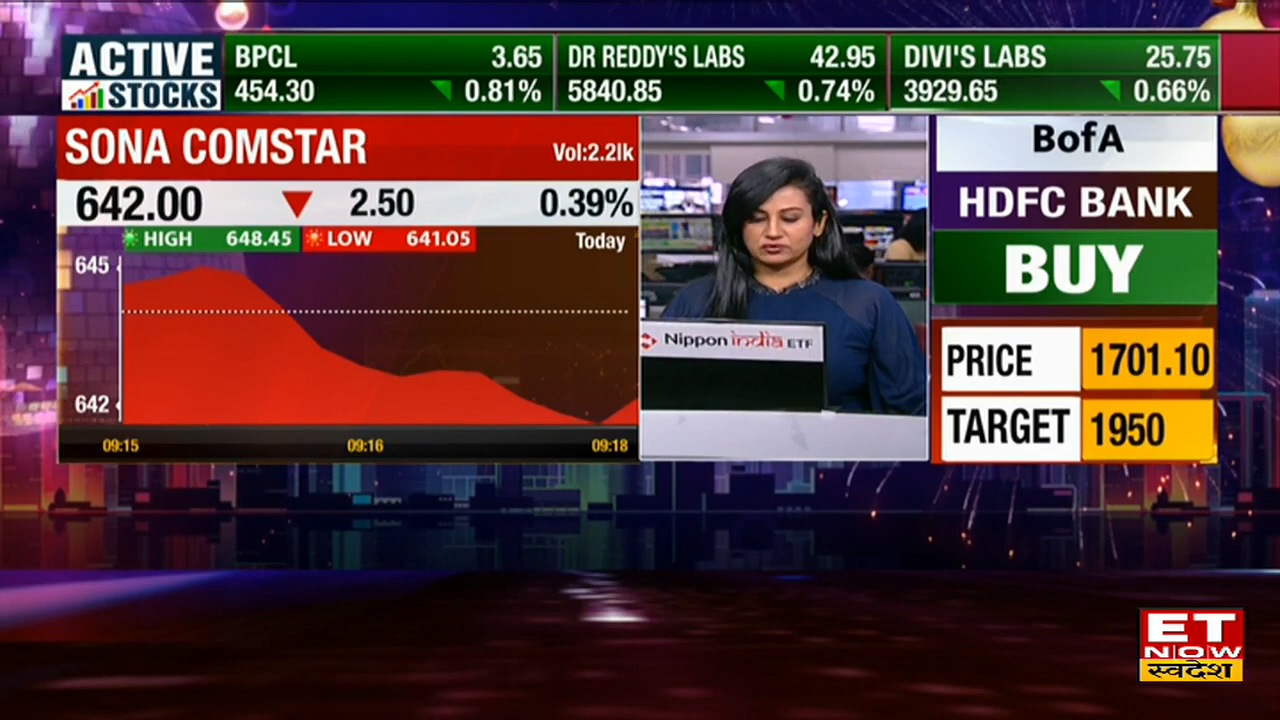 ACTIVE
STOCKS
BPCL 3.65
454.30 0.81%
DR REDDY'S LABS 42.95
5840.85 0.74%
DIVI'S LABS 25.75
3929.65 0.66%
SONA COMSTAR Vol:2.2lk
642.00 2.50 0.39%
HIGH 648.45 LOW 641.05 Today
645
642
09:15 09:16 09:18
Nippon india ETF
BofA
HDFC BANK
BUY
PRICE 1701.10
TARGET 1950
ET
NOW
स्वदेश